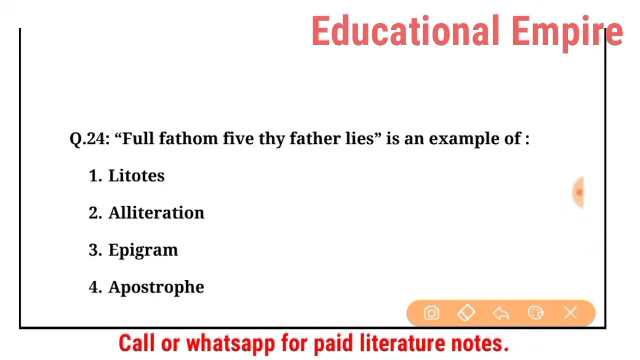 Educational Empire
Q.24: “Full fathom five thy father lies” is an example of :
1. Litotes
2. Alliteration
3. Epigram
4. Apostrophe
Call or whatsapp for paid literature notes.